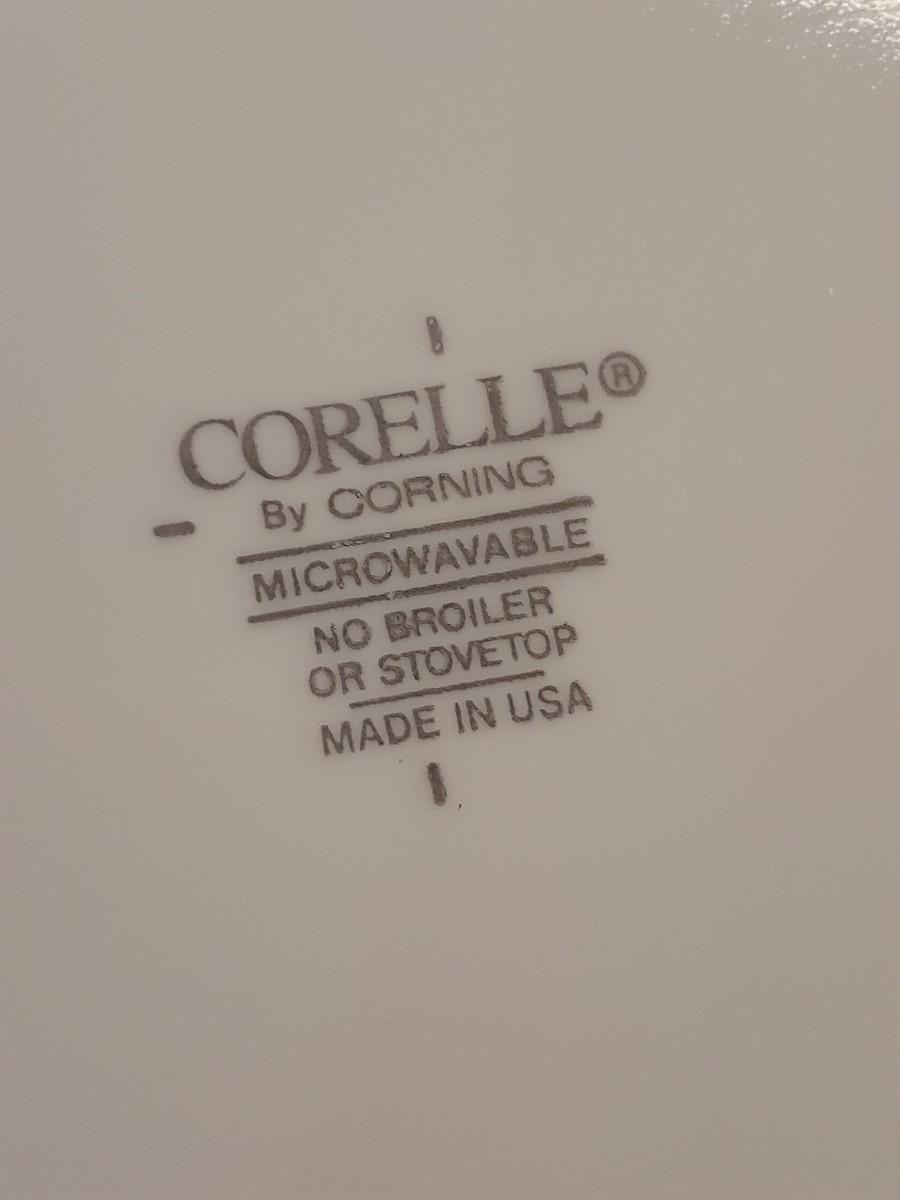 CORELLE®
By CORNING
MICROWAVABLE
NO BROILER
OR STOVETOP
MADE IN USA